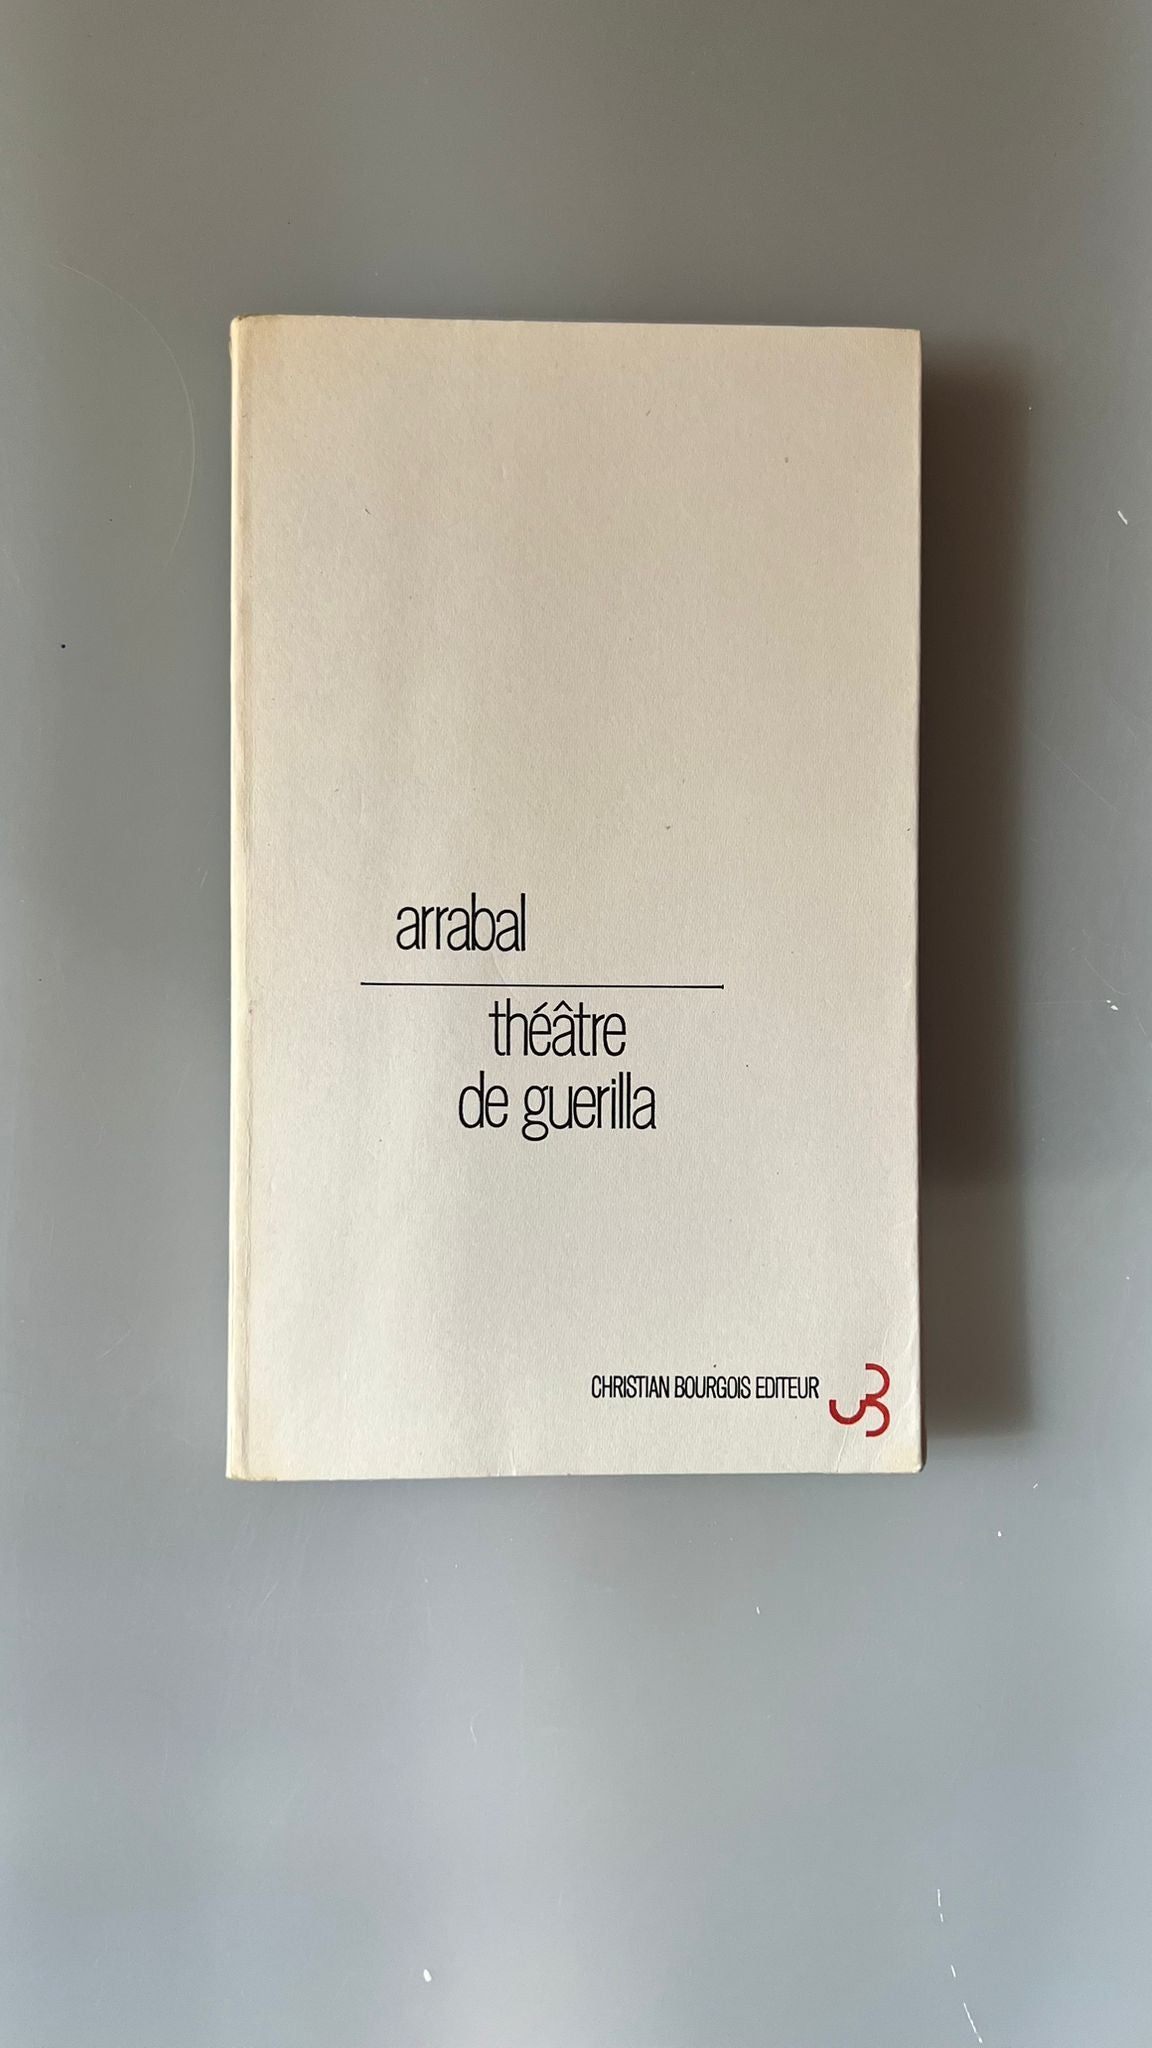 arrabal
théâtre
de guerilla
CHRISTIAN BOURGOIS EDITEUR